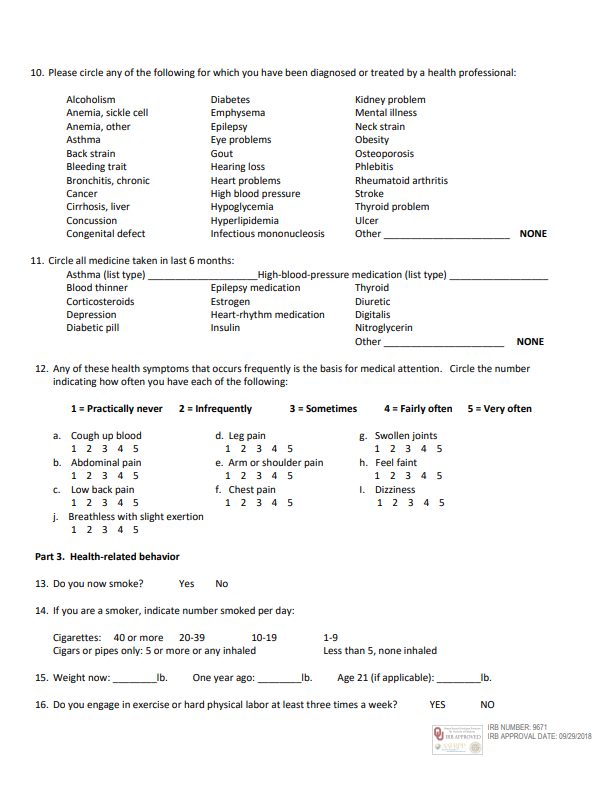 10. Please circle any of the following for which you have been diagnosed or treated by a health professional:
Alcoholism Diabetes Kidney problem
Anemia, sickle cell Emphysema Mental illness
Anemia, other Epilepsy Neck strain
Asthma Eye problems Obesity
Back strain Gout Osteoporosis
Bleeding trait Hearing loss Phlebitis
Bronchitis, chronic Heart problems Rheumatoid arthritis
Cancer High blood pressure Stroke
Cirrhosis, liver Hypoglycemia Thyroid problem
Concussion Hyperlipidemia Ulcer
Congenital defect Infectious mononucleosis Other ______________________ NONE
11. Circle all medicine taken in last 6 months:
Asthma (list type) ____________________High-blood-pressure medication (list type) __________________
Blood thinner Epilepsy medication Thyroid
Corticosteroids Estrogen Diuretic
Depression Heart-rhythm medication Digitalis
Diabetic pill Insulin Nitroglycerin
Other ______________________ NONE
12. Any of these health symptoms that occurs frequently is the basis for medical attention. Circle the number
indicating how often you have each of the following:
1 = Practically never 2 = Infrequently 3 = Sometimes 4 = Fairly often 5 = Very often
a. Cough up blood d. Leg pain g. Swollen joints
1 2 3 4 5 1 2 3 4 5 1 2 3 4 5
b. Abdominal pain e. Arm or shoulder pain h. Feel faint
1 2 3 4 5 1 2 3 4 5 1 2 3 4 5
c. Low back pain f. Chest pain I. Dizziness
1 2 3 4 5 1 2 3 4 5 1 2 3 4 5
j. Breathless with slight exertion
1 2 3 4 5
Part 3. Health-related behavior
13. Do you now smoke? Yes No
14. If you are a smoker, indicate number smoked per day:
Cigarettes: 40 or more 20-39 10-19 1-9
Cigars or pipes only: 5 or more or any inhaled Less than 5, none inhaled
15. Weight now: ________lb. One year ago: ________lb. Age 21 (if applicable): ________lb.
16. Do you engage in exercise or hard physical labor at least three times a week? YES NO
IRB APPROVED
IRB NUMBER: 9671
IRB APPROVAL DATE: 09/29/2018